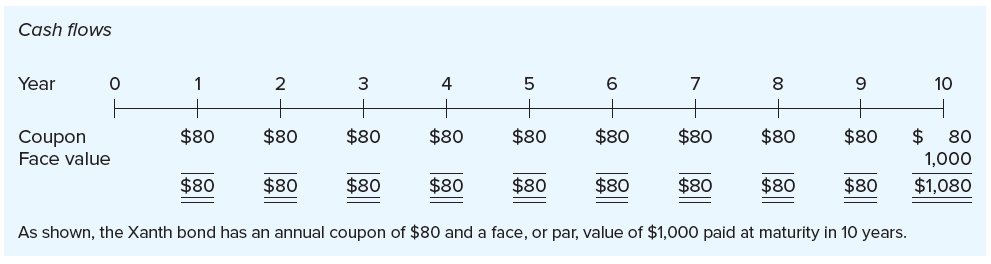 Cash flows
Year 0 1 2 3 4 5 6 7 8 9 10
Coupon $80 $80 $80 $80 $80 $80 $80 $80 $80 $ 80
Face value 1,000
$80 $80 $80 $80 $80 $80 $80 $80 $80 $1,080
As shown, the Xanth bond has an annual coupon of $80 and a face, or par, value of $1,000 paid at maturity in 10 years.